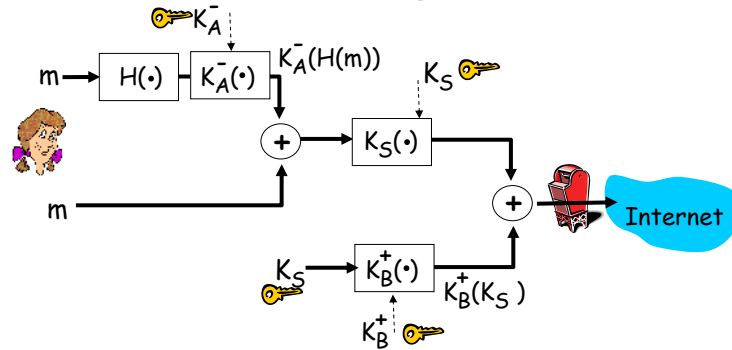 K_A^-
m
H(·)
K_A^-(·)
K_A^-(H(m))
K_S
+
K_S(·)
m
+
Internet
K_S
K_B^+(·)
K_B^+(K_S )
K_B^+